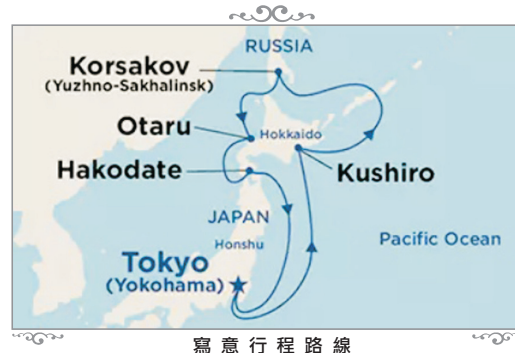 RUSSIA
Korsakov
(Yuzhno-Sakhalinsk)
Otaru
Hokkaido
Hakodate
Kushiro
JAPAN
Honshu
Pacific Ocean
Tokyo
(Yokohama)
寫意行程路線